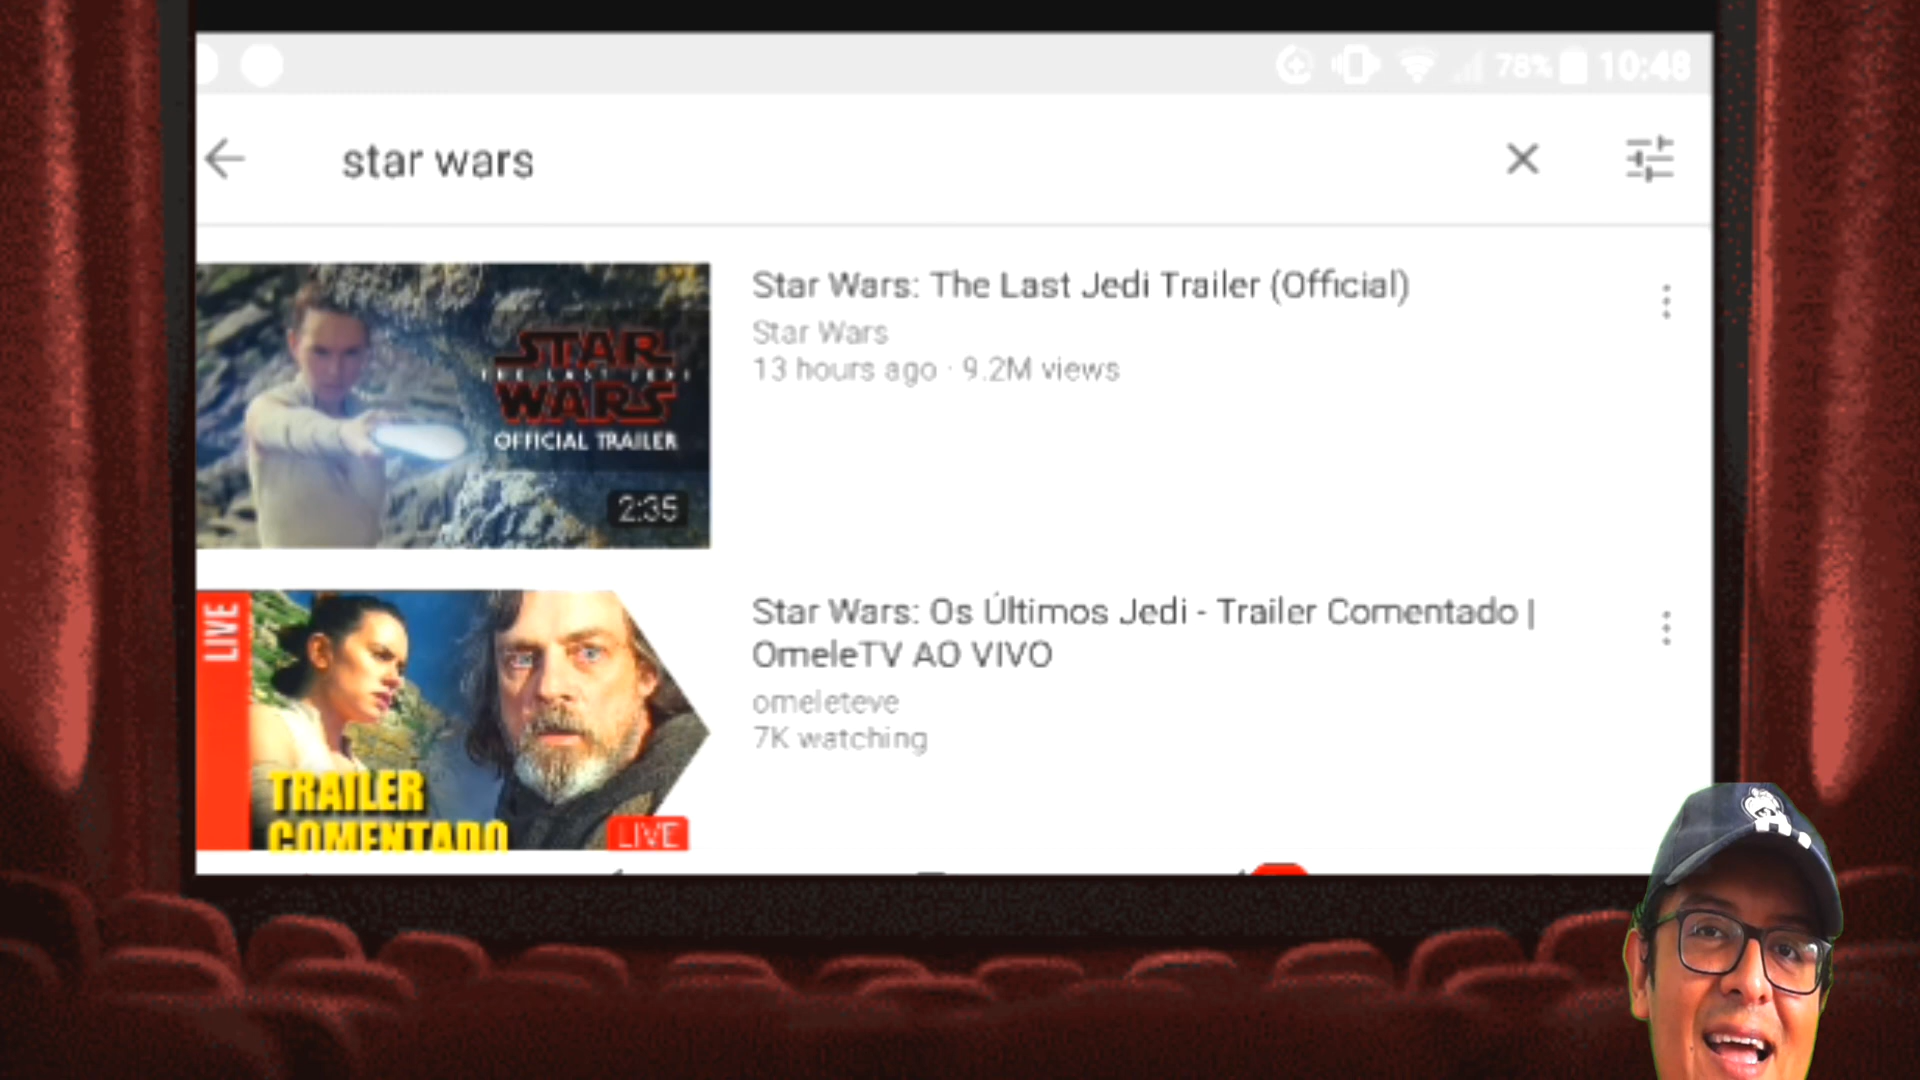 78% 10:48
star wars
STAR
THE LAST JEDI
WARS
OFFICIAL TRAILER
2:35
Star Wars: The Last Jedi Trailer (Official)
Star Wars
13 hours ago · 9.2M views
LIVE
TRAILER
COMENTADO
LIVE
Star Wars: Os Últimos Jedi - Trailer Comentado |
OmeleTV AO VIVO
omeleteve
7K watching